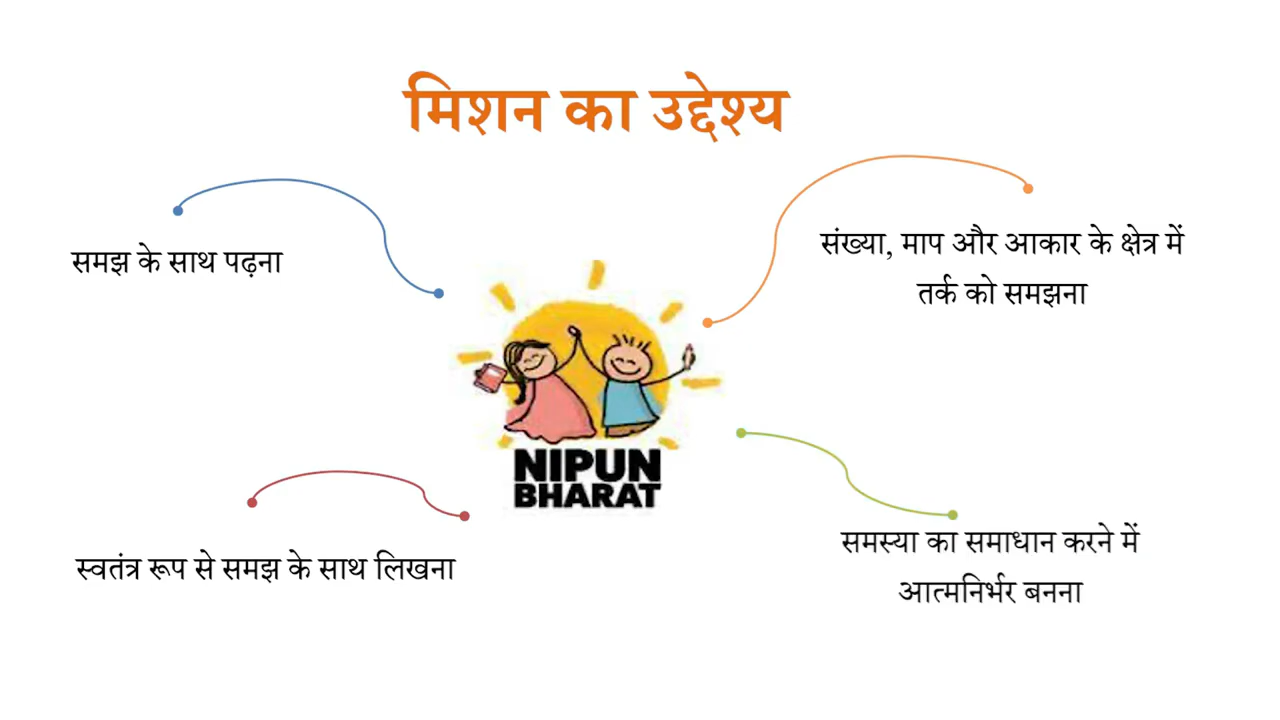 मिशन का उद्देश्य
समझ के साथ पढ़ना
संख्या, माप और आकार के क्षेत्र में
तर्क को समझना
NIPUN
BHARAT
स्वतंत्र रूप से समझ के साथ लिखना
समस्या का समाधान करने में
आत्मनिर्भर बनना